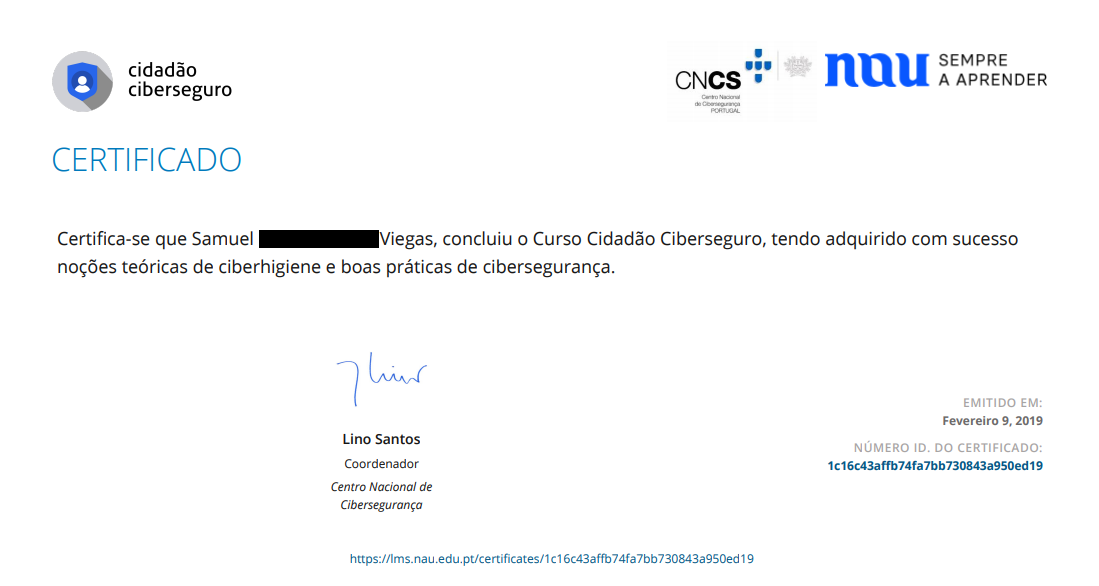 cidadão
ciberseguro
CNCS
Centro Nacional
de Cibersegurança
PORTUGAL
nau
SEMPRE
A APRENDER
CERTIFICADO
Certifica-se que Samuel Viegas, concluiu o Curso Cidadão Ciberseguro, tendo adquirido com sucesso
noções teóricas de ciberhigiene e boas práticas de cibersegurança.
Lino Santos
Coordenador
Centro Nacional de
Cibersegurança
EMITIDO EM:
Fevereiro 9, 2019
NÚMERO ID. DO CERTIFICADO:
1c16c43affb74fa7bb730843a950ed19
https://lms.nau.edu.pt/certificates/1c16c43affb74fa7bb730843a950ed19